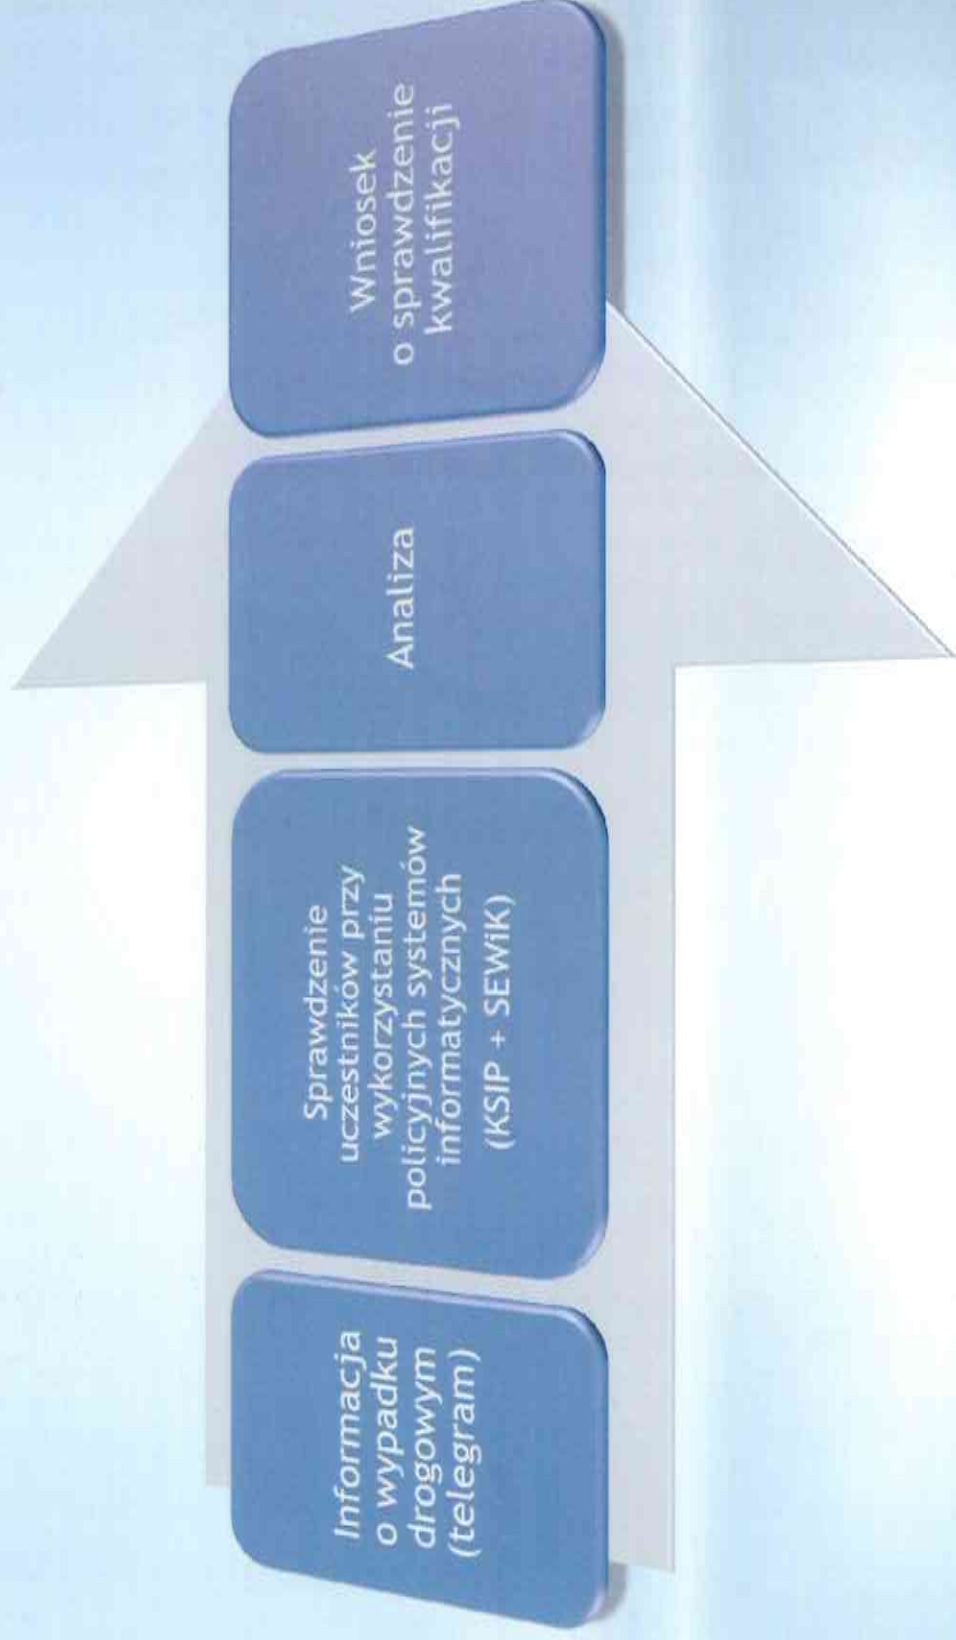 Informacja
o wypadku
drogowym
(telegram)
Sprawdzenie
uczestników przy
wykorzystaniu
policyjnych systemów
informatycznych
(KSIP + SEWiK)
Analiza
Wniosek
o sprawdzenie
kwalifikacji